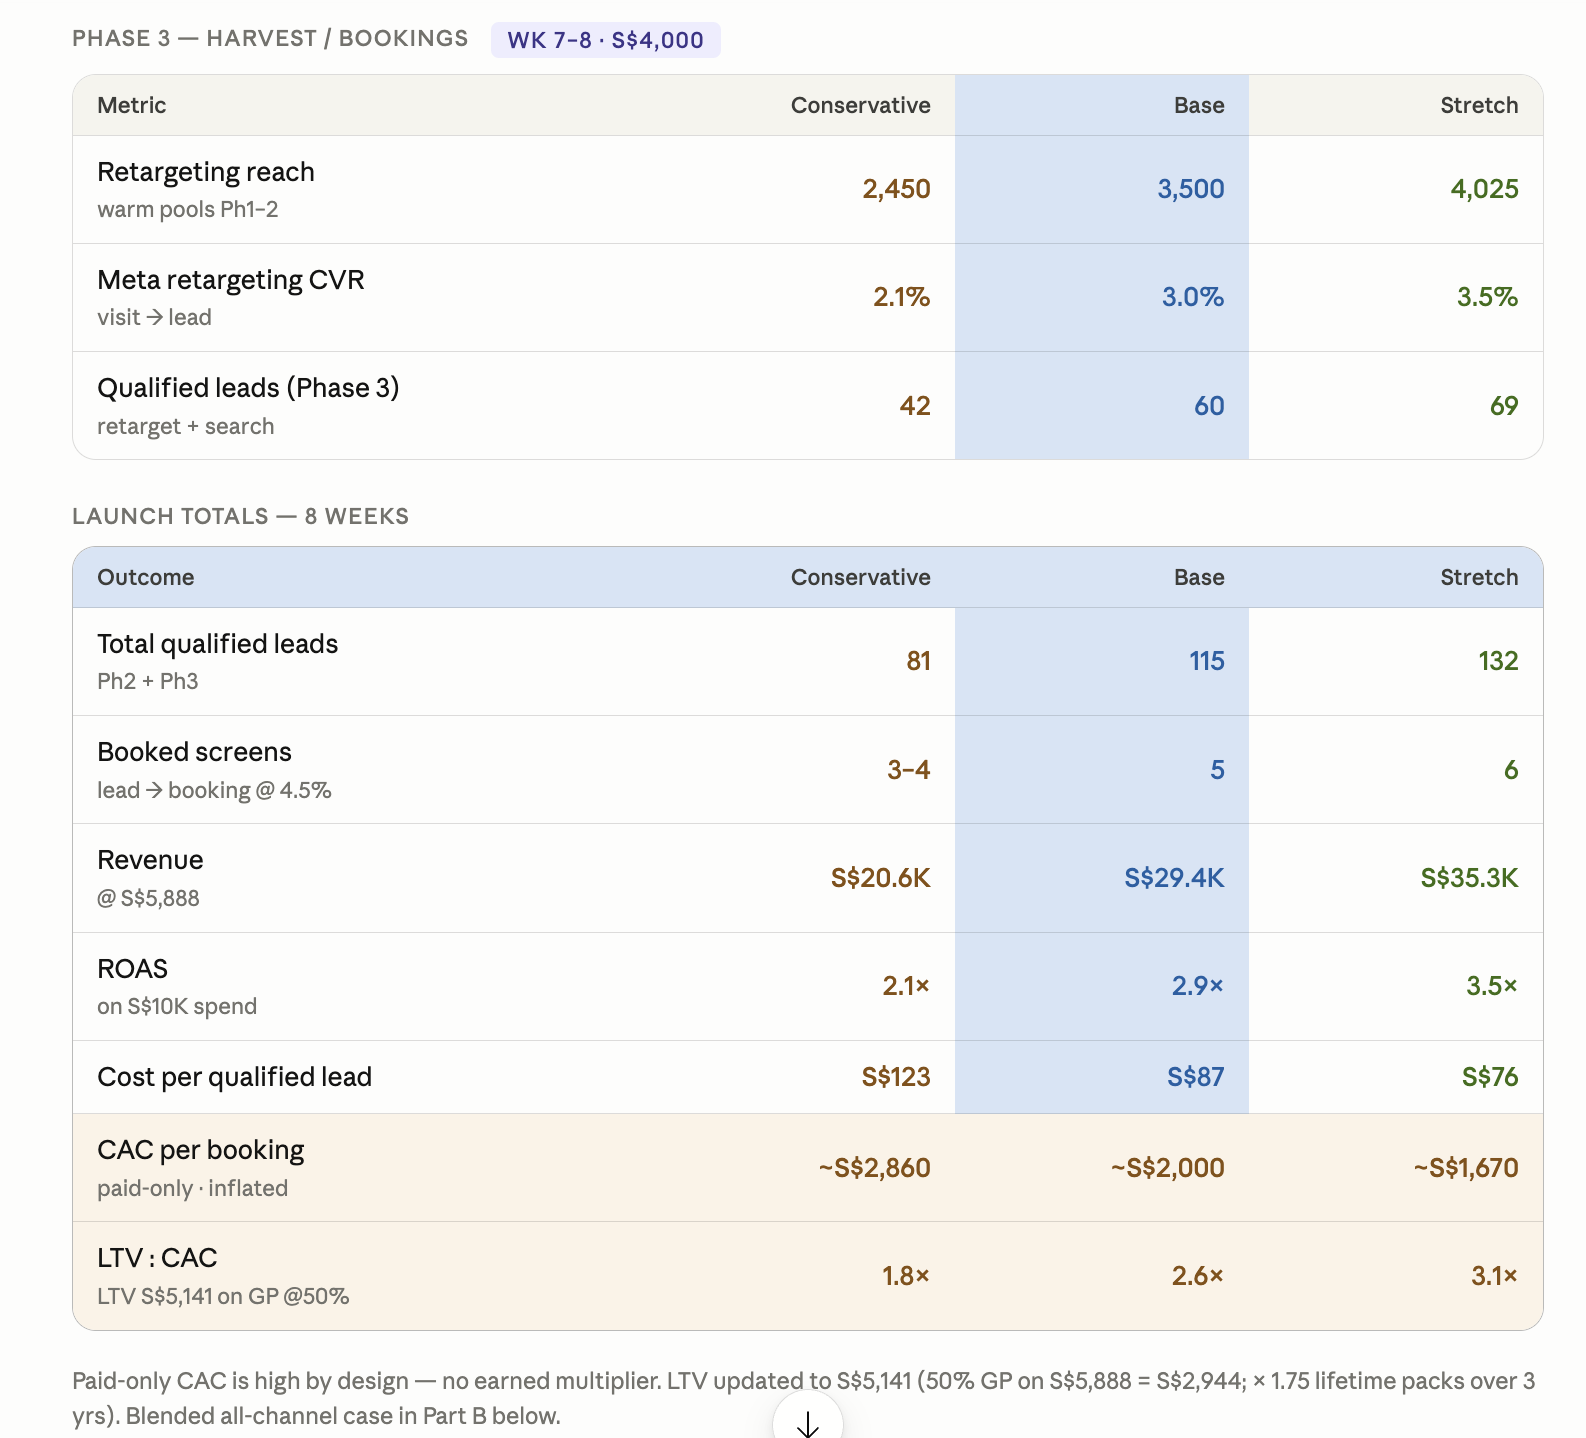 PHASE 3 — HARVEST / BOOKINGS WK 7–8 · S$4,000
Metric Conservative Base Stretch
Retargeting reach
warm pools Ph1–2
2,450 3,500 4,025
Meta retargeting CVR
visit → lead
2.1% 3.0% 3.5%
Qualified leads (Phase 3)
retarget + search
42 60 69
LAUNCH TOTALS — 8 WEEKS
Outcome Conservative Base Stretch
Total qualified leads
Ph2 + Ph3
81 115 132
Booked screens
lead → booking @ 4.5%
3–4 5 6
Revenue
@ S$5,888
S$20.6K S$29.4K S$35.3K
ROAS
on S$10K spend
2.1× 2.9× 3.5×
Cost per qualified lead S$123 S$87 S$76
CAC per booking
paid-only · inflated
~S$2,860 ~S$2,000 ~S$1,670
LTV : CAC
LTV S$5,141 on GP @50%
1.8× 2.6× 3.1×
Paid-only CAC is high by design — no earned multiplier. LTV updated to S$5,141 (50% GP on S$5,888 = S$2,944; × 1.75 lifetime packs over 3
yrs). Blended all-channel case in Part B below.